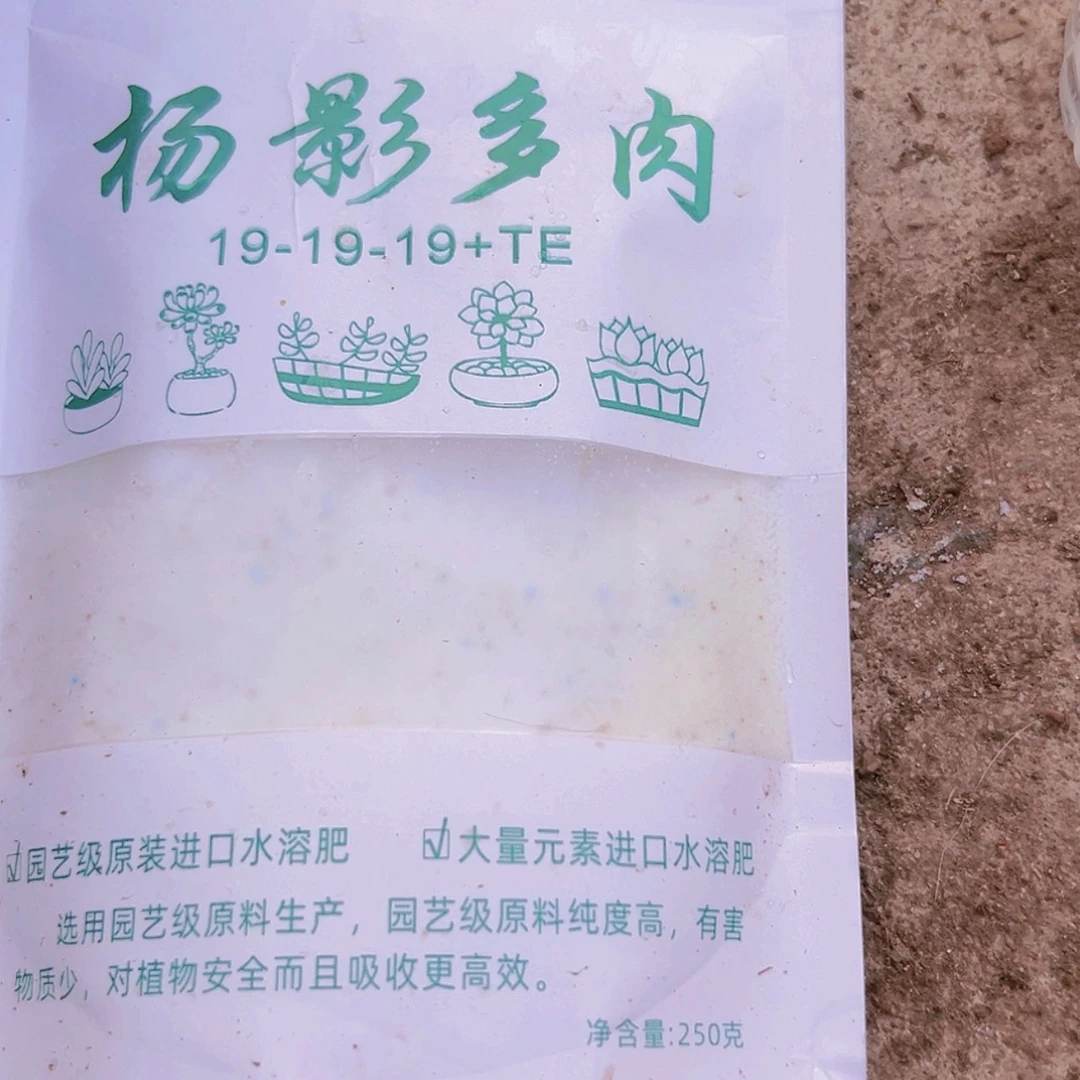 杨影多肉
19-19-19+TE
☑园艺级原装进口水溶肥 ☑大量元素进口水溶肥
选用园艺级原料生产，园艺级原料纯度高，有害
物质少，对植物安全而且吸收更高效。
净含量:250克